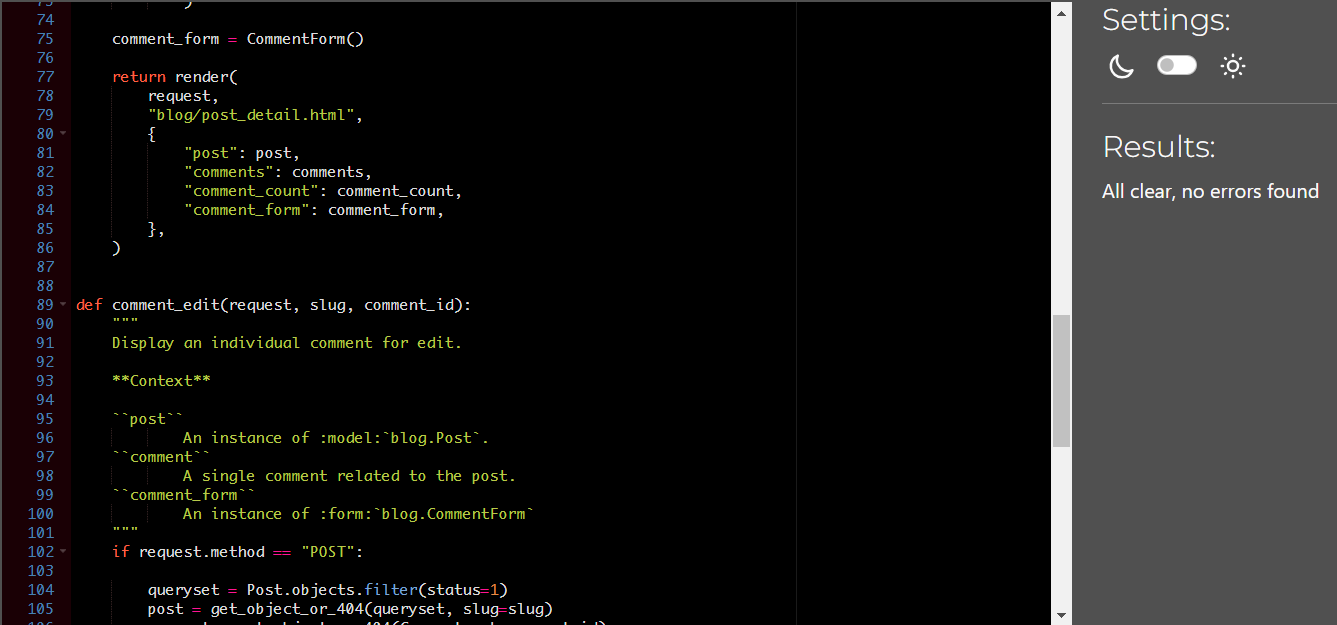 73 )
74
75 comment_form = CommentForm()
76
77 return render(
78 request,
79 "blog/post_detail.html",
80 {
81 "post": post,
82 "comments": comments,
83 "comment_count": comment_count,
84 "comment_form": comment_form,
85 },
86 )
87
88
89 def comment_edit(request, slug, comment_id):
90 """
91 Display an individual comment for edit.
92
93 **Context**
94
95 ``post``
96 An instance of :model:`blog.Post`.
97 ``comment``
98 A single comment related to the post.
99 ``comment_form``
100 An instance of :form:`blog.CommentForm`
101 """
102 if request.method == "POST":
103
104 queryset = Post.objects.filter(status=1)
105 post = get_object_or_404(queryset, slug=slug)
Settings:
Results:
All clear, no errors found